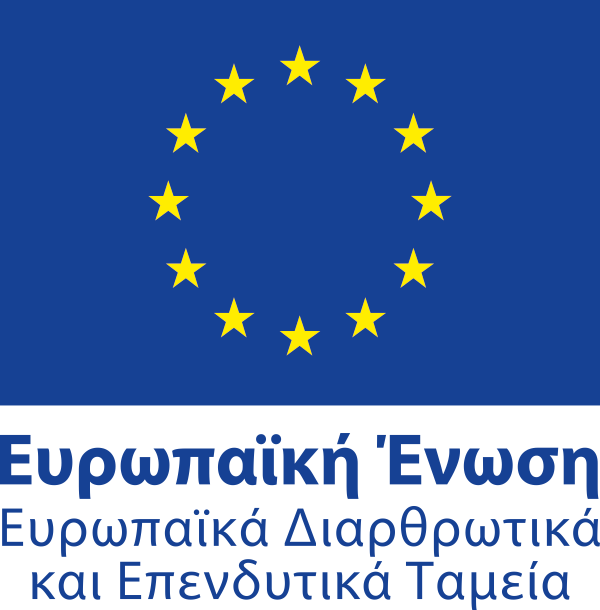 Ευρωπαϊκή Ένωση
Ευρωπαϊκά Διαρθρωτικά
και Επενδυτικά Ταμεία